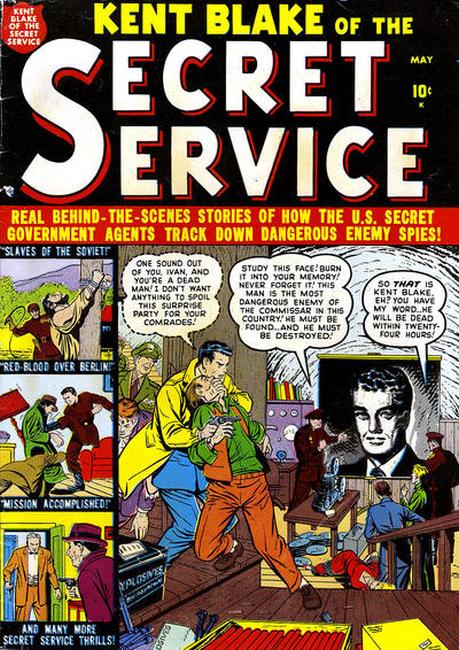 KENT
BLAKE
OF THE
SECRET
SERVICE
KENT BLAKE OF THE
SECRET
SERVICE
MAY
10¢
K
REAL BEHIND-THE-SCENES STORIES OF HOW THE U.S. SECRET
GOVERNMENT AGENTS TRACK DOWN DANGEROUS ENEMY SPIES!
"SLAVES OF THE SOVIET!"
"RED-BLOOD OVER BERLIN!"
"MISSION ACCOMPLISHED!"
AND MANY MORE
SECRET SERVICE THRILLS!
ONE SOUND OUT
OF YOU, IVAN, AND
YOU'RE A DEAD
MAN! I DON'T WANT
ANYTHING TO SPOIL
THIS SURPRISE
PARTY FOR YOUR
COMRADES!
STUDY THIS FACE! BURN
IT INTO YOUR MEMORY!
NEVER FORGET IT! THIS
MAN IS THE MOST
DANGEROUS ENEMY OF
THE COMMISSAR IN THIS
COUNTRY! HE MUST BE
FOUND...AND HE MUST
BE DESTROYED!
SO THAT IS
KENT BLAKE,
EH? YOU HAVE
MY WORD...HE
WILL BE DEAD
WITHIN TWENTY-
FOUR HOURS!
EXPLOSIVES